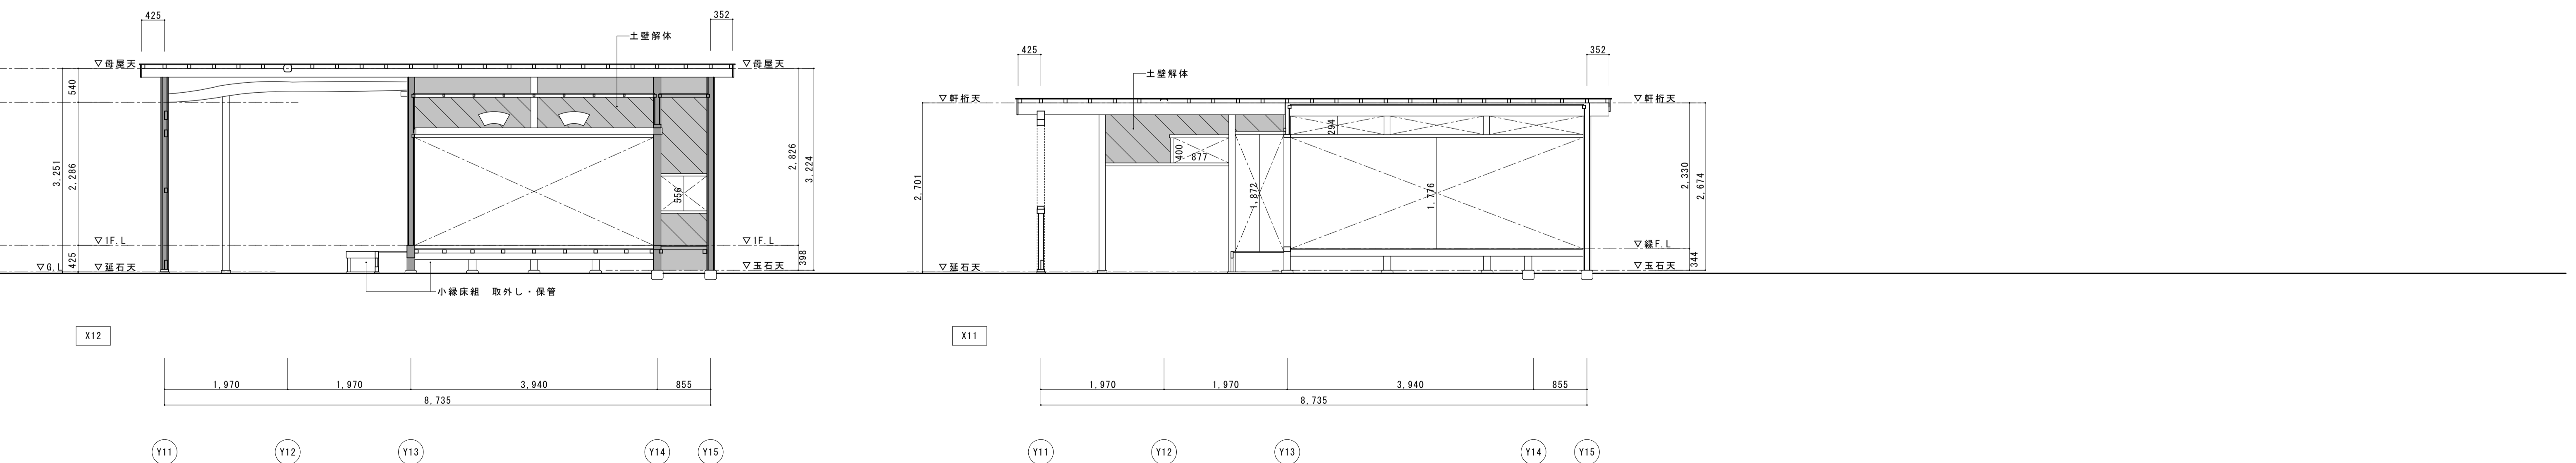 425
352
土壁解体
▽母屋天
▽母屋天
540
3,251
2,286
2,826
3,224
556
▽1F.L
▽1F.L
425
398
▽G.L
▽延石天
▽玉石天
小縁床組 取外し・保管
X12
1,970
1,970
3,940
855
8,735
Y11
Y12
Y13
Y14
Y15
425
352
土壁解体
▽軒桁天
▽軒桁天
294
400
877
1,872
1,776
2,701
2,330
2,674
▽縁F.L
344
▽延石天
▽玉石天
X11
1,970
1,970
3,940
855
8,735
Y11
Y12
Y13
Y14
Y15